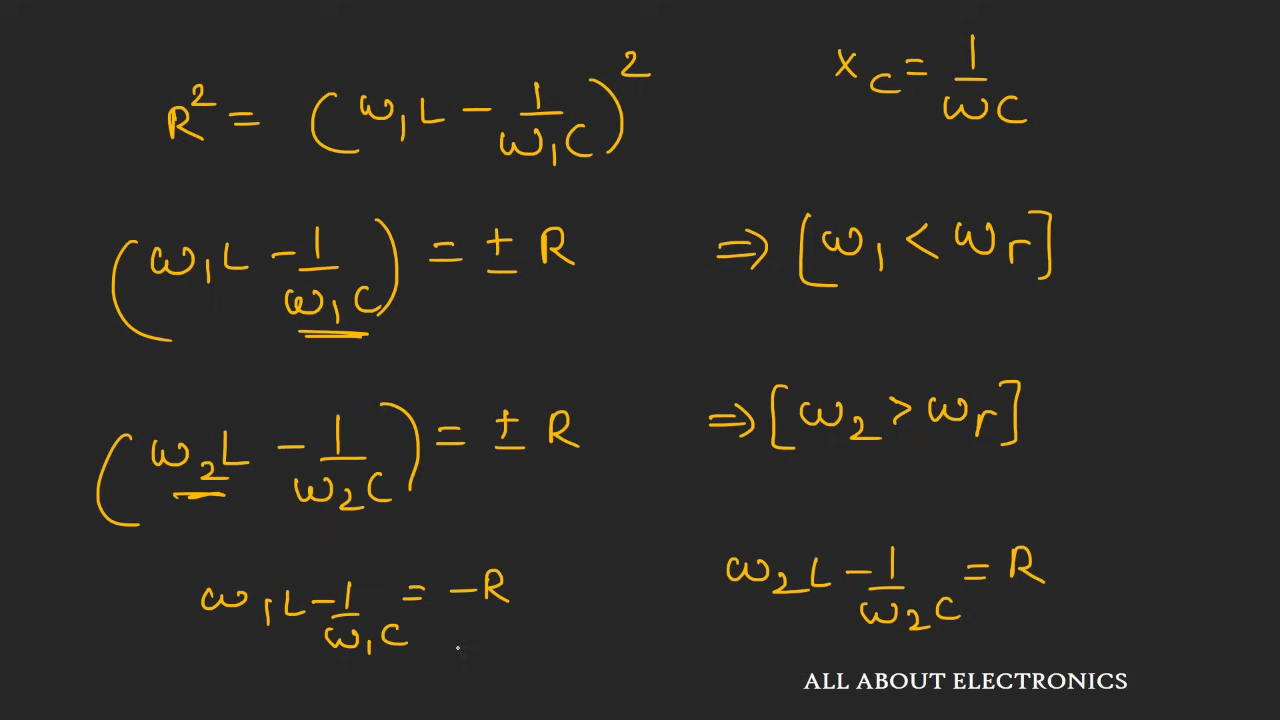 R² = (ω₁L − 1/ω₁C)²
X_C = 1/ωC
(ω₁L − 1/ω₁C) = ± R ⇒ [ω₁ < ωr]
(ω₂L − 1/ω₂C) = ± R ⇒ [ω₂ > ωr]
ω₁L − 1/ω₁C = −R
ω₂L − 1/ω₂C = R
ALL ABOUT ELECTRONICS